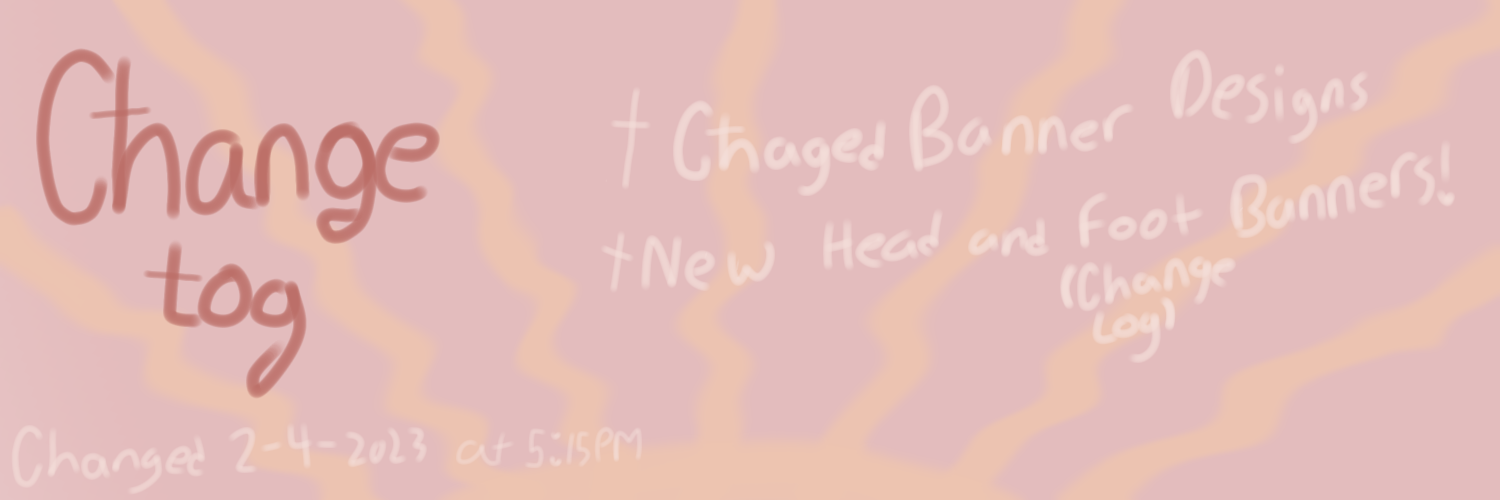 Change
tog
† Chaged Banner Designs
† New Head and Foot Banners!
(Change
Log)
Changed 2-4-2023 at 5:15PM